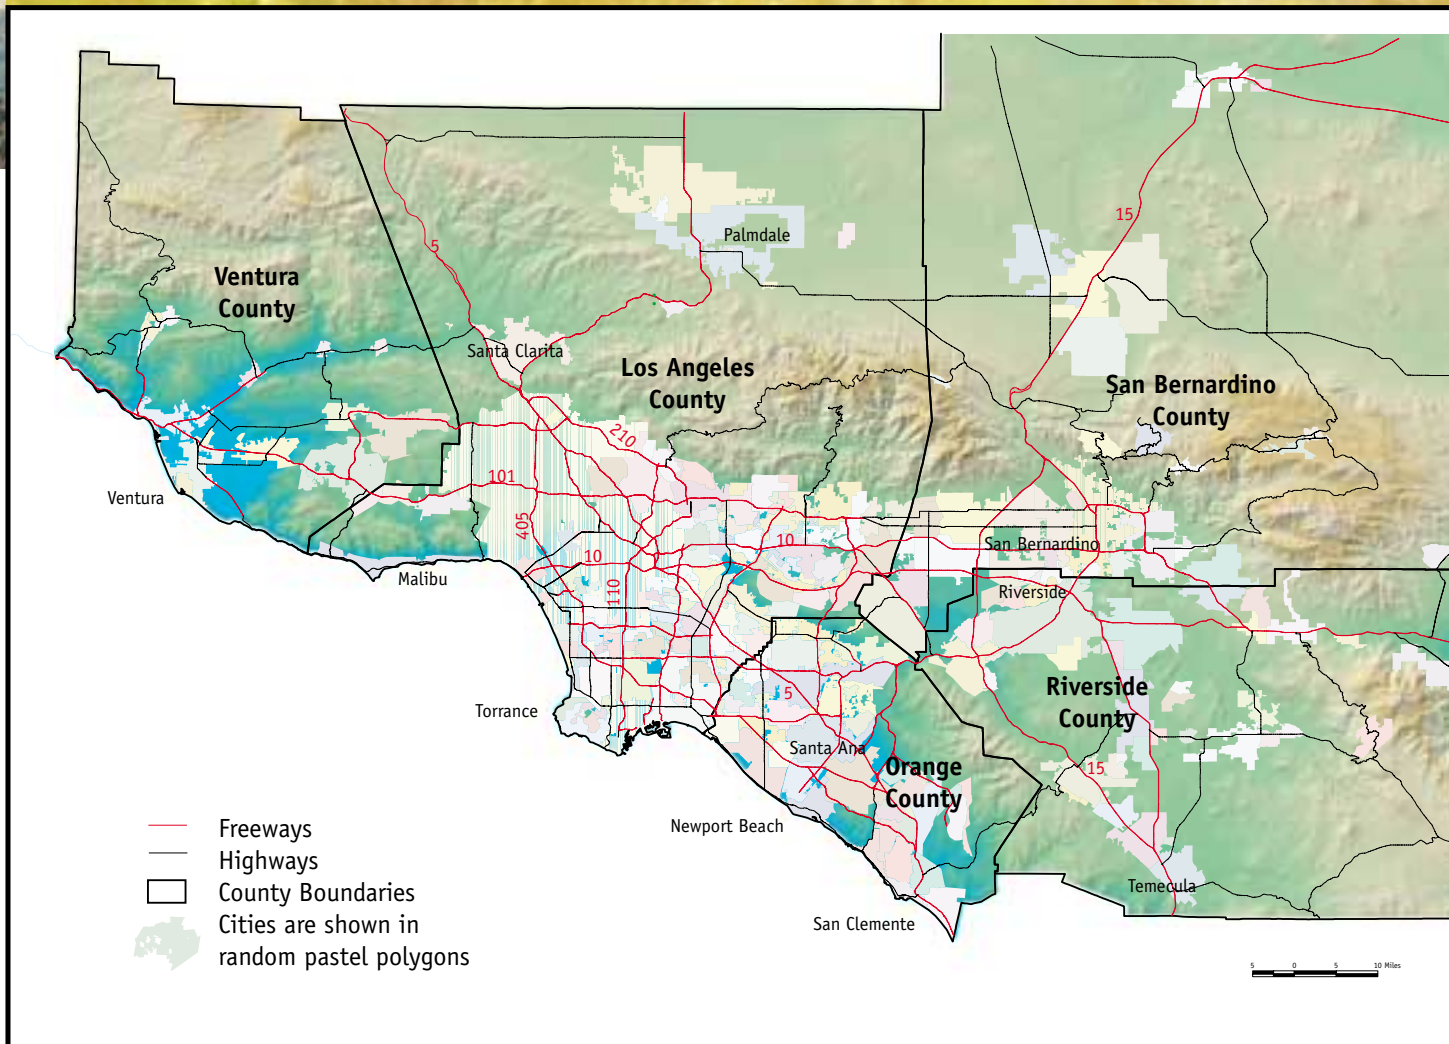 15
Palmdale
5
Ventura
County
Santa Clarita
Los Angeles
County
San Bernardino
County
210
101
Ventura
405
10
10
San Bernardino
Malibu
110
Riverside
Riverside
County
5
Torrance
Santa Ana
15
Orange
County
Newport Beach
Temecula
San Clemente
Freeways
Highways
County Boundaries
Cities are shown in
random pastel polygons
5 0 5 10 Miles